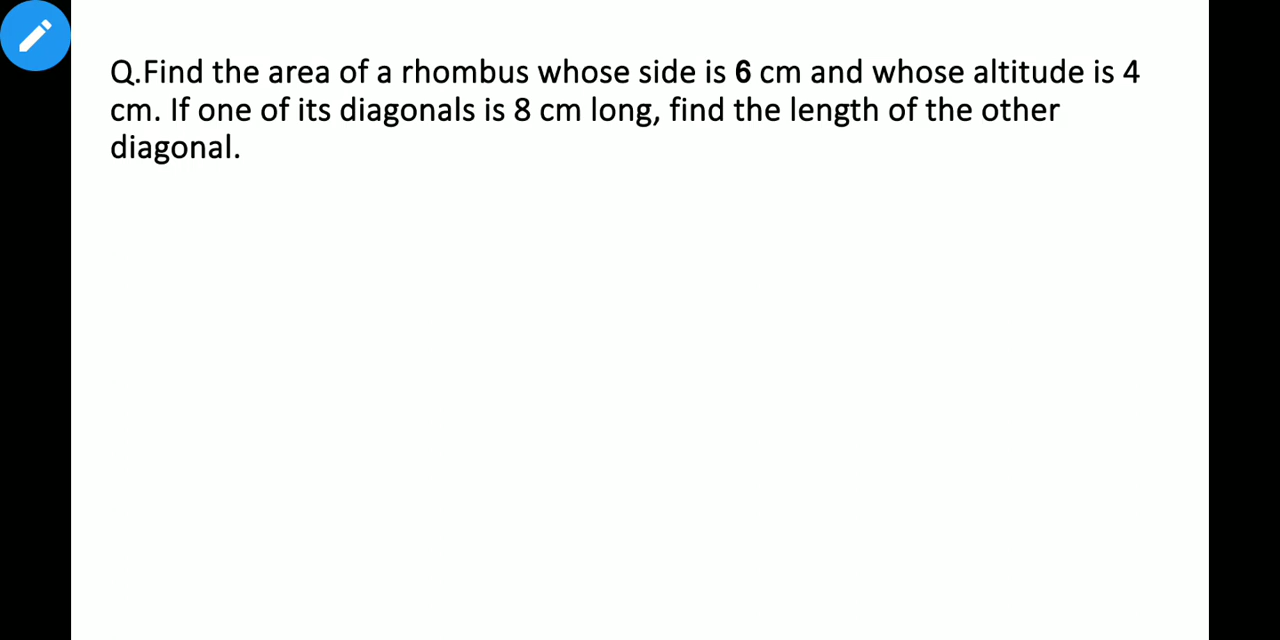 Q.Find the area of a rhombus whose side is 6 cm and whose altitude is 4
cm. If one of its diagonals is 8 cm long, find the length of the other
diagonal.